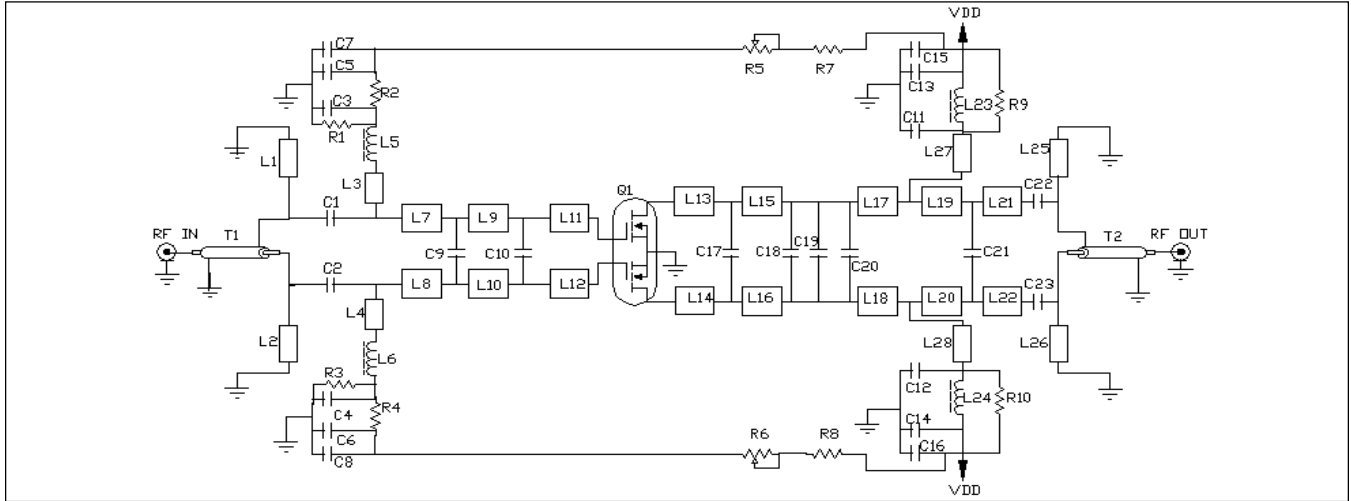 VDD
C7
C5
R2
C3
R1
L5
L3
R5
R7
C15
C13
L23
R9
C11
L27
L1
C1
L7
L9
L11
Q1
L13
L15
L17
L19
L21
C22
L25
RF IN
T1
C9
C10
C17
C18
C19
C20
C21
T2
RF OUT
C2
L8
L10
L12
L14
L16
L18
L20
L22
C23
L2
L4
L6
L28
L26
R3
C4
R4
C6
C8
R6
R8
C12
L24
R10
C14
C16
VDD